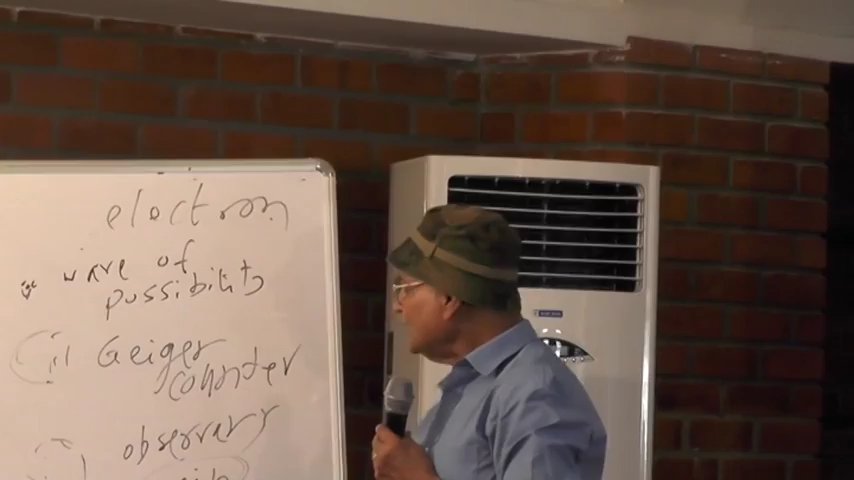 electron
wave of
possibility
Geiger
counter
observer